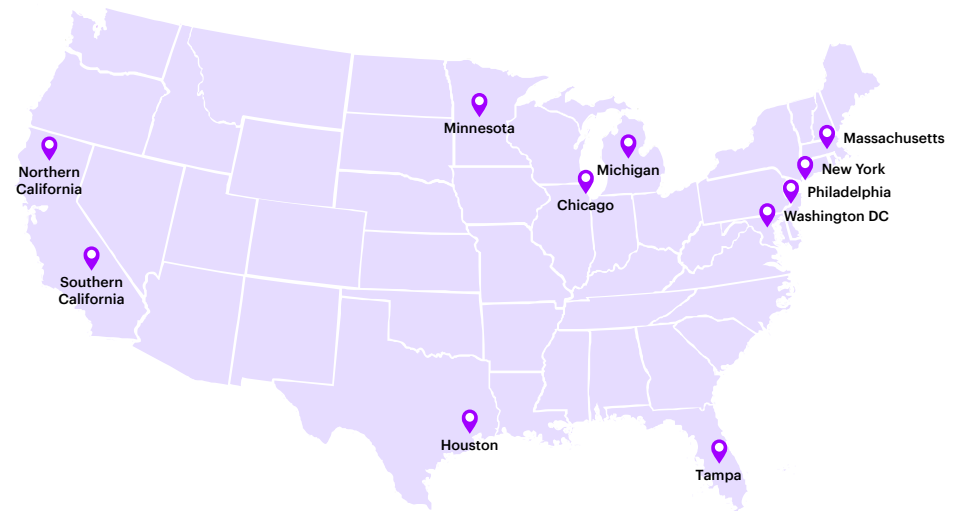 Minnesota
Massachusetts
Michigan
New York
Northern
California
Philadelphia
Chicago
Washington DC
Southern
California
Houston
Tampa